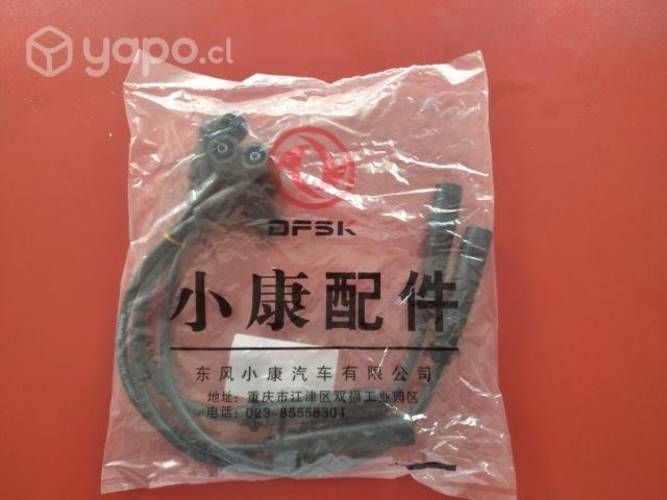 yapo.cl
DFSK
小康配件
东风小康汽车有限公司
地址：重庆市江津区双福工业园区
电话：023-85558304